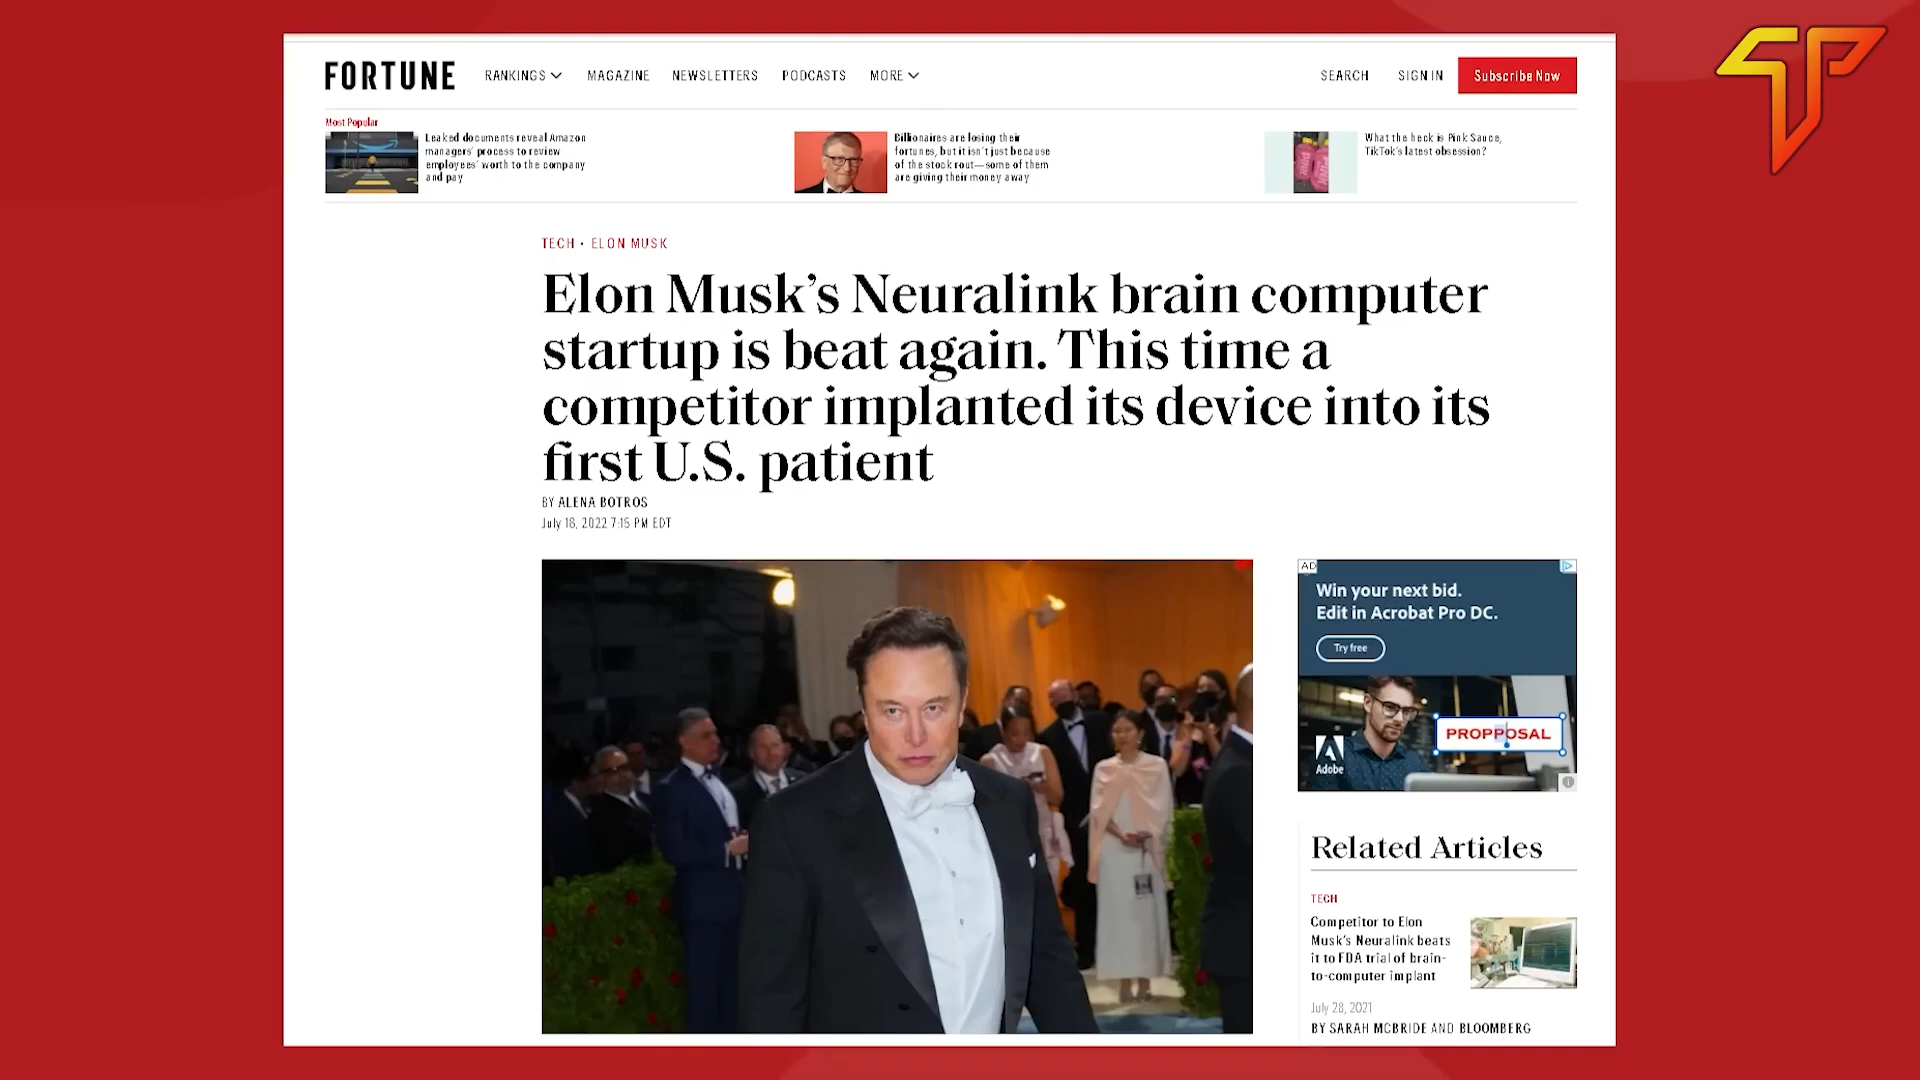 FORTUNE
RANKINGS
MAGAZINE
NEWSLETTERS
PODCASTS
MORE
SEARCH
SIGN IN
Subscribe Now
Most Popular
Leaked documents reveal Amazon
managers' process to review
employees' worth to the company
and pay
Billionaires are losing their
fortunes, but it isn't just because
of the stock rout—some of them
are giving their money away
What the heck is Pink Sauce,
TikTok's latest obsession?
TECH · ELON MUSK
Elon Musk's Neuralink brain computer
startup is beat again. This time a
competitor implanted its device into its
first U.S. patient
BY ALENA BOTROS
July 18, 2022 7:15 PM EDT
AD
Win your next bid.
Edit in Acrobat Pro DC.
Try free
PROPPOSAL
Adobe
Related Articles
TECH
Competitor to Elon
Musk's Neuralink beats
it to FDA trial of brain-
to-computer implant
July 28, 2021
BY SARAH MCBRIDE AND BLOOMBERG